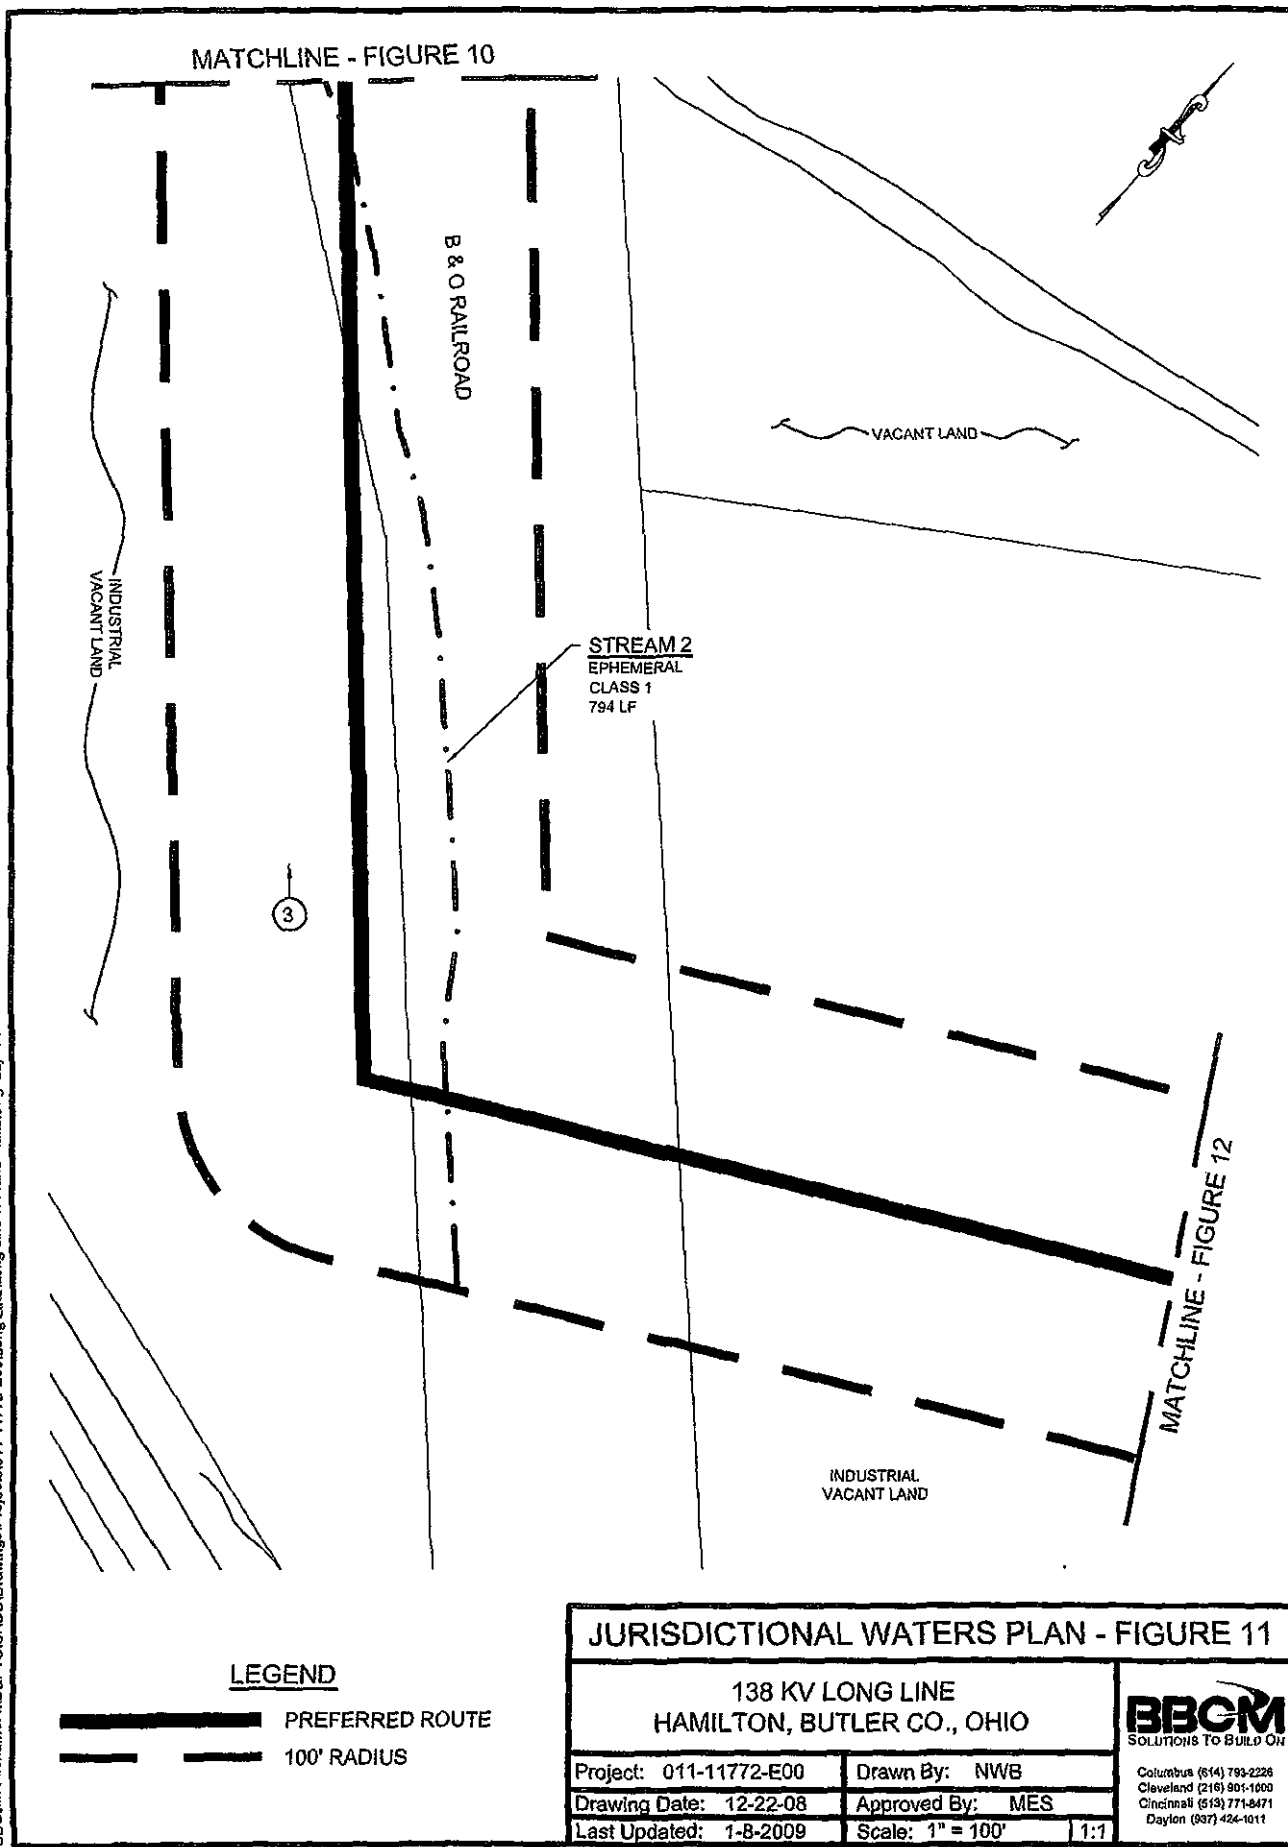 MATCHLINE - FIGURE 10
B & O RAILROAD
VACANT LAND
INDUSTRIAL
VACANT LAND
STREAM 2
EPHEMERAL
CLASS 1
794 LF
3
MATCHLINE - FIGURE 12
INDUSTRIAL
VACANT LAND
LEGEND
PREFERRED ROUTE
100' RADIUS
JURISDICTIONAL WATERS PLAN - FIGURE 11
138 KV LONG LINE
HAMILTON, BUTLER CO., OHIO
Project: 011-11772-E00
Drawn By: NWB
Drawing Date: 12-22-08
Approved By: MES
Last Updated: 1-8-2009
Scale: 1" = 100'
1:1
BBCM
SOLUTIONS TO BUILD ON
Columbus (614) 793-2226
Cleveland (216) 901-1000
Cincinnati (513) 771-8471
Dayton (937) 424-1011